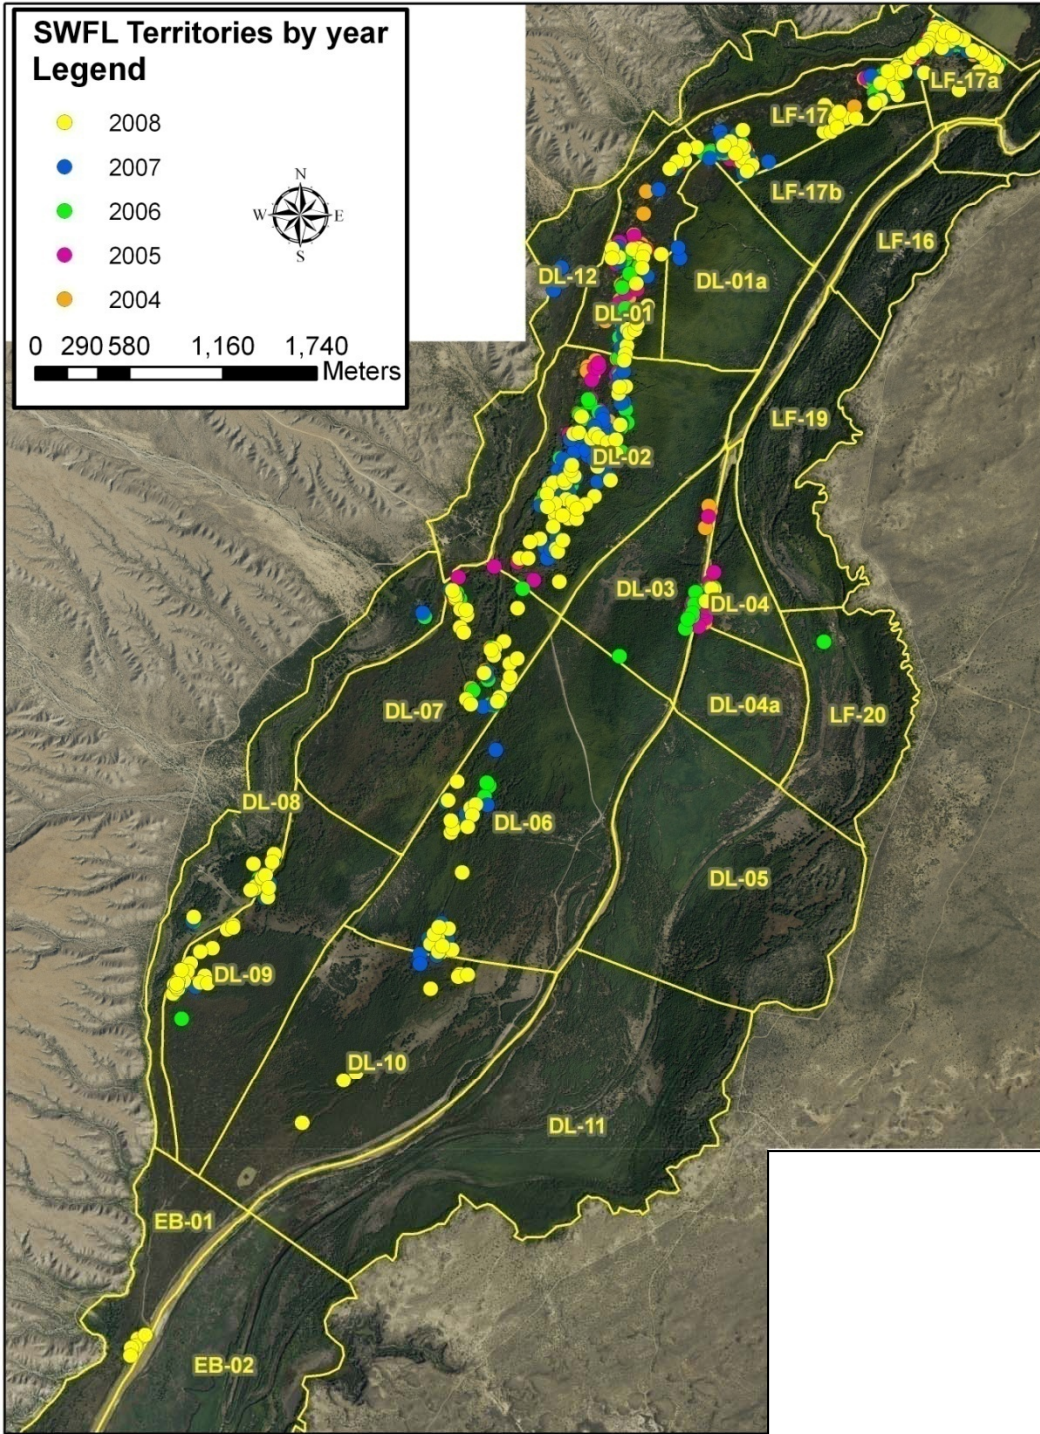 SWFL Territories by year
Legend
2008
2007
2006
2005
2004
N
W E
S
0 290 580 1,160 1,740
Meters
LF-17a
LF-17
LF-17b
LF-16
DL-12
DL-01a
DL-01
LF-19
DL-02
DL-03
DL-04
DL-07
DL-04a
LF-20
DL-08
DL-06
DL-05
DL-09
DL-10
DL-11
EB-01
EB-02